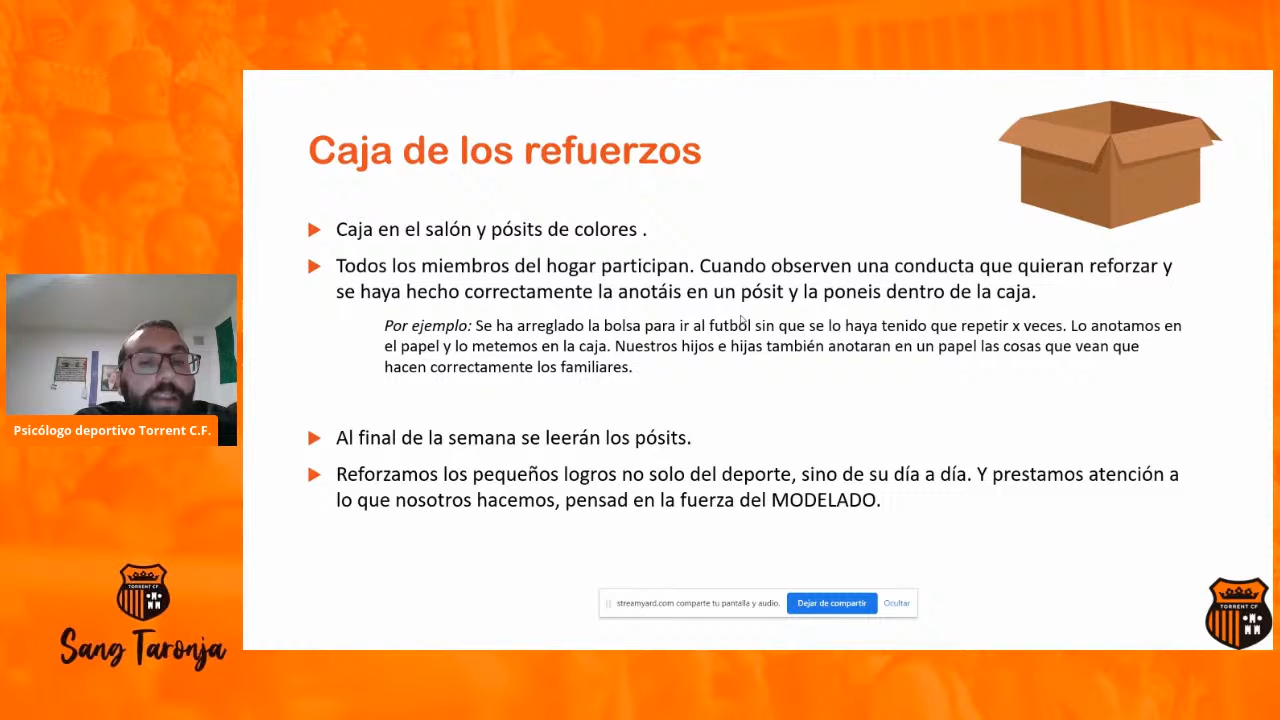 Caja de los refuerzos
Caja en el salón y pósits de colores .
Todos los miembros del hogar participan. Cuando observen una conducta que quieran reforzar y
se haya hecho correctamente la anotáis en un pósit y la poneis dentro de la caja.
Por ejemplo: Se ha arreglado la bolsa para ir al futbol sin que se lo haya tenido que repetir x veces. Lo anotamos en
el papel y lo metemos en la caja. Nuestros hijos e hijas también anotaran en un papel las cosas que vean que
hacen correctamente los familiares.
Al final de la semana se leerán los pósits.
Reforzamos los pequeños logros no solo del deporte, sino de su día a día. Y prestamos atención a
lo que nosotros hacemos, pensad en la fuerza del MODELADO.
Psicólogo deportivo Torrent C.F.
streamyard.com comparte tu pantalla y audio.
Dejar de compartir
Ocultar
TORRENT CF
Sang Taronja
TORRENT CF